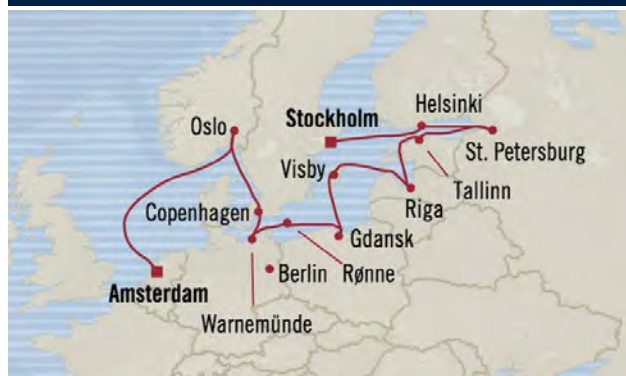 Helsinki
Oslo
Stockholm
St. Petersburg
Visby
Tallinn
Riga
Copenhagen
Gdansk
Berlin
Rønne
Amsterdam
Warnemünde